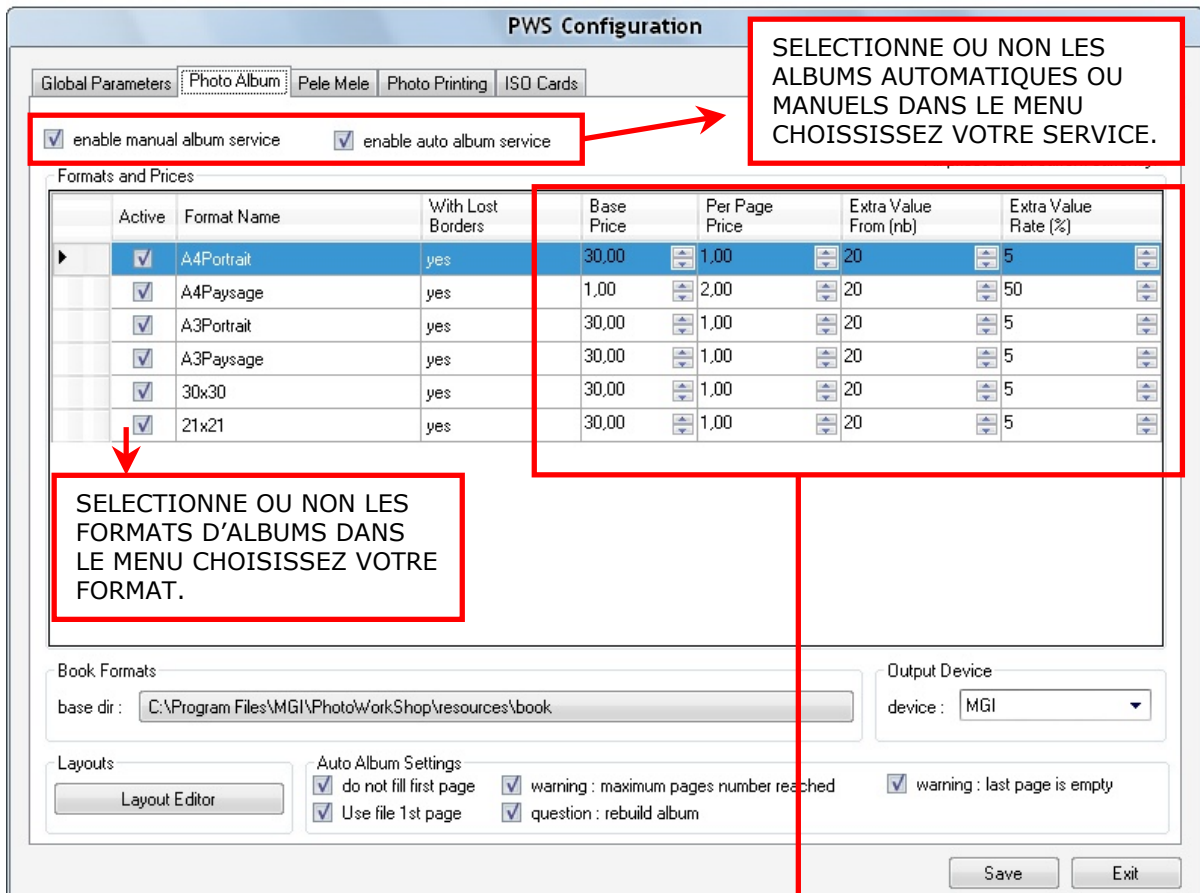 PWS Configuration
SELECTIONNE OU NON LES
ALBUMS AUTOMATIQUES OU
MANUELS DANS LE MENU
CHOISSISSEZ VOTRE SERVICE.
Global Parameters Photo Album Pele Mele Photo Printing ISO Cards
enable manual album service enable auto album service
Formats and Prices
Active Format Name With Lost Borders Base Price Per Page Price Extra Value From (nb) Extra Value Rate (%)
A4Portrait yes 30,00 1,00 20 5
A4Paysage yes 1,00 2,00 20 50
A3Portrait yes 30,00 1,00 20 5
A3Paysage yes 30,00 1,00 20 5
30x30 yes 30,00 1,00 20 5
21x21 yes 30,00 1,00 20 5
SELECTIONNE OU NON LES
FORMATS D'ALBUMS DANS
LE MENU CHOISISSEZ VOTRE
FORMAT.
Book Formats
base dir : C:\Program Files\MGI\PhotoWorkShop\resources\book
Output Device
device : MGI
Layouts
Layout Editor
Auto Album Settings
do not fill first page warning : maximum pages number reached warning : last page is empty
Use file 1st page question : rebuild album
Save Exit